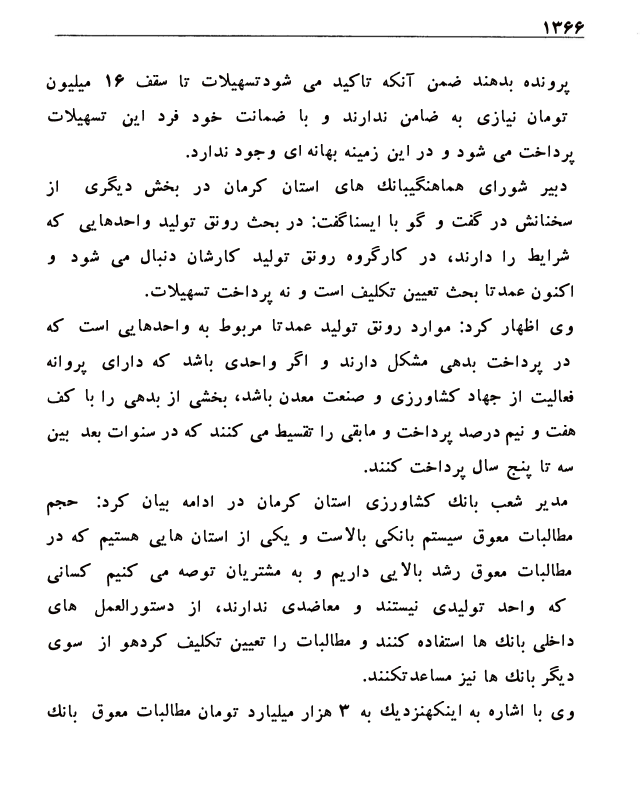 ۱۳۶۶
پرونده بدهند ضمن آنکه تاکید می شودتسهیلات تا سقف ۱۶ میلیون
تومان نیازی به ضامن ندارند و با ضمانت خود فرد این تسهیلات
پرداخت می شود و در این زمینه بهانه ای وجود ندارد.
دبیر شورای هماهنگیبانك های استان کرمان در بخش دیگری از
سخنانش در گفت و گو با ایسناگفت: در بحث رونق تولید واحدهایی که
شرایط را دارند، در کارگروه رونق تولید کارشان دنبال می شود و
اکنون عمدتا بحث تعیین تکلیف است و نه پرداخت تسهیلات.
وی اظهار کرد: موارد رونق تولید عمدتا مربوط به واحدهایی است که
در پرداخت بدهی مشکل دارند و اگر واحدی باشد که دارای پروانه
فعالیت از جهاد کشاورزی و صنعت معدن باشد، بخشی از بدهی را با کف
هفت و نیم درصد پرداخت و مابقی را تقسیط می کنند که در سنوات بعد بین
سه تا پنج سال پرداخت کنند.
مدیر شعب بانك کشاورزی استان کرمان در ادامه بیان کرد: حجم
مطالبات معوق سیستم بانکی بالاست و یکی از استان هایی هستیم که در
مطالبات معوق رشد بالایی داریم و به مشتریان توصه می کنیم کسانی
که واحد تولیدی نیستند و معاضدی ندارند، از دستورالعمل های
داخلی بانك ها استفاده کنند و مطالبات را تعیین تکلیف کردهو از سوی
دیگر بانك ها نیز مساعدتکنند.
وی با اشاره به اینکهنزدیك به ۳ هزار میلیارد تومان مطالبات معوق بانك